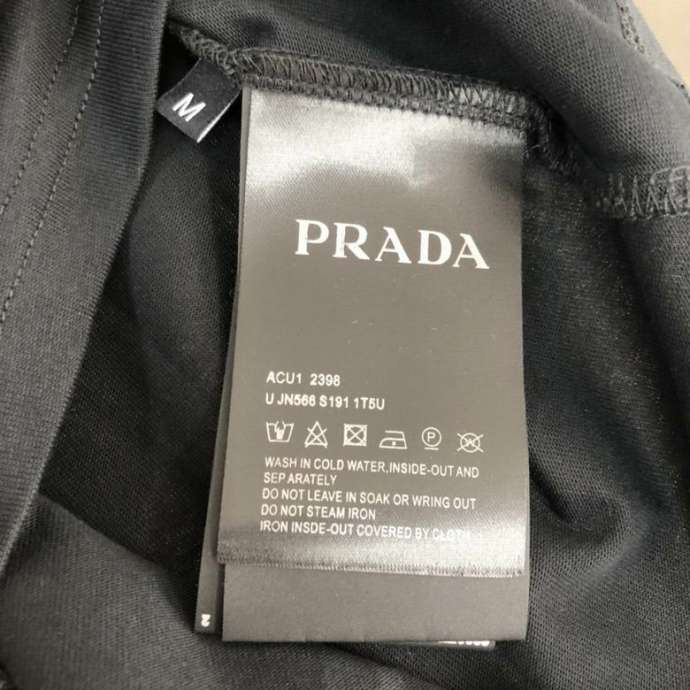 M
PRADA
ACU1 2398
U JN566 S191 1T5U
P
WASH IN COLD WATER,INSIDE-OUT AND
SEP ARATELY
DO NOT LEAVE IN SOAK OR WRING OUT
DO NOT STEAM IRON
IRON INSDE-OUT COVERED BY CLOTH
2